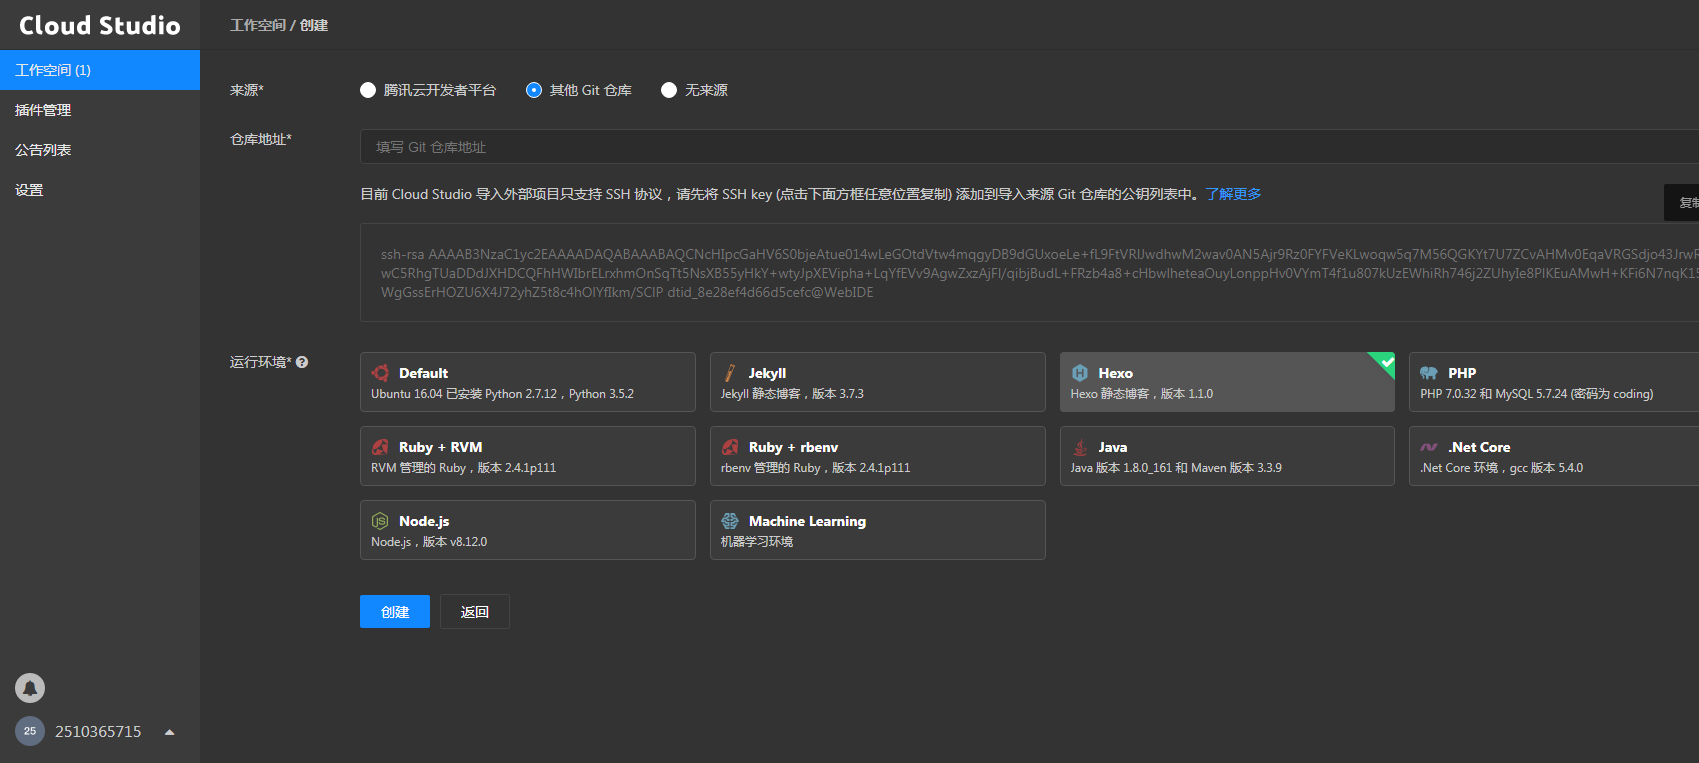 Cloud Studio
工作空间 / 创建
工作空间 (1)
插件管理
公告列表
设置
来源*
腾讯云开发者平台
其他 Git 仓库
无来源
仓库地址*
填写 Git 仓库地址
目前 Cloud Studio 导入外部项目只支持 SSH 协议，请先将 SSH key (点击下面方框任意位置复制) 添加到导入来源 Git 仓库的公钥列表中。了解更多
复制
ssh-rsa AAAAB3NzaC1yc2EAAAADAQABAAABAQCNcHIpcGaHV6S0bjeAtue014wLeGOtdVtw4mqgyDB9dGUxoeLe+fL9FtVRIJwdhwM2wav0AN5Ajr9Rz0FYFVeKLwoqw5q7M56QGKYt7U7ZCvAHMv0EqaVRGSdjo43JrwF
wC5RhgTUaDDdJXHDCQFhHWIbrELrxhmOnSqTt5NsXB55yHkY+wtyJpXEVipha+LqYfEVv9AgwZxzAjFI/qibjBudL+FRzb4a8+cHbwIheteaOuyLonppHv0VYmT4f1u807kUzEWhiRh746j2ZUhyIe8PlKEuAMwH+KFi6N7nqK15
WgGssErHOZU6X4J72yhZ5t8c4hOlYfIkm/SCIP dtid_8e28ef4d66d5cefc@WebIDE
运行环境*
Default
Ubuntu 16.04 已安装 Python 2.7.12，Python 3.5.2
Jekyll
Jekyll 静态博客，版本 3.7.3
Hexo
Hexo 静态博客，版本 1.1.0
PHP
PHP 7.0.32 和 MySQL 5.7.24 (密码为 coding)
Ruby + RVM
RVM 管理的 Ruby，版本 2.4.1p111
Ruby + rbenv
rbenv 管理的 Ruby，版本 2.4.1p111
Java
Java 版本 1.8.0_161 和 Maven 版本 3.3.9
.Net Core
.Net Core 环境，gcc 版本 5.4.0
Node.js
Node.js，版本 v8.12.0
Machine Learning
机器学习环境
创建
返回
25
2510365715